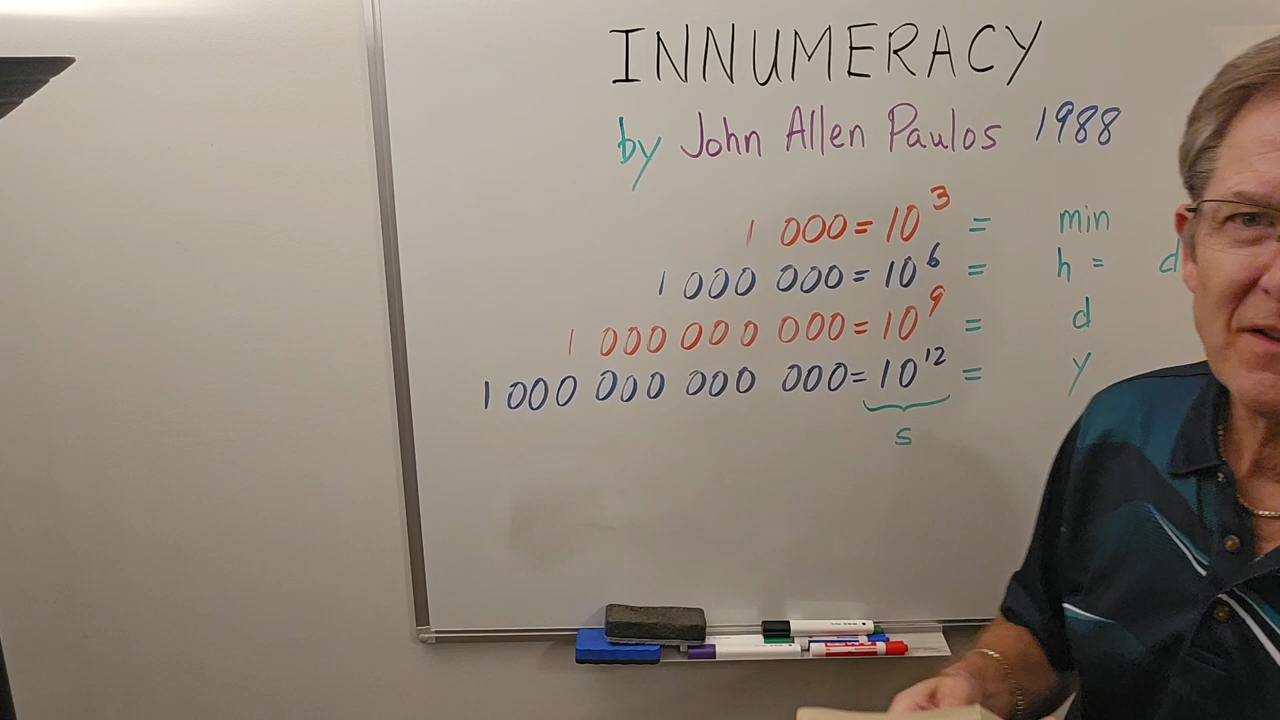 INNUMERACY
by John Allen Paulos 1988
1 000 = 10³ = min
1 000 000 = 10⁶ = h = d
1 000 000 000 = 10⁹ = d
1 000 000 000 000 = 10¹² = y
s